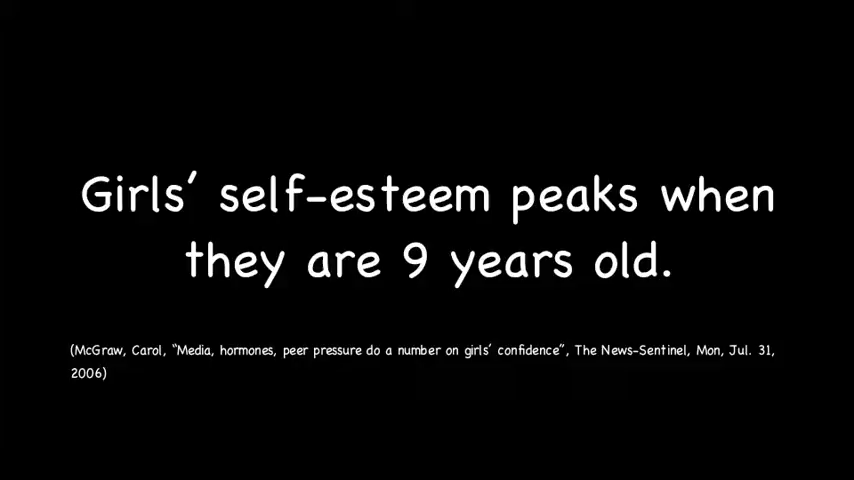 Girls' self-esteem peaks when
they are 9 years old.
(McGraw, Carol, “Media, hormones, peer pressure do a number on girls' confidence”, The News-Sentinel, Mon, Jul. 31,
2006)